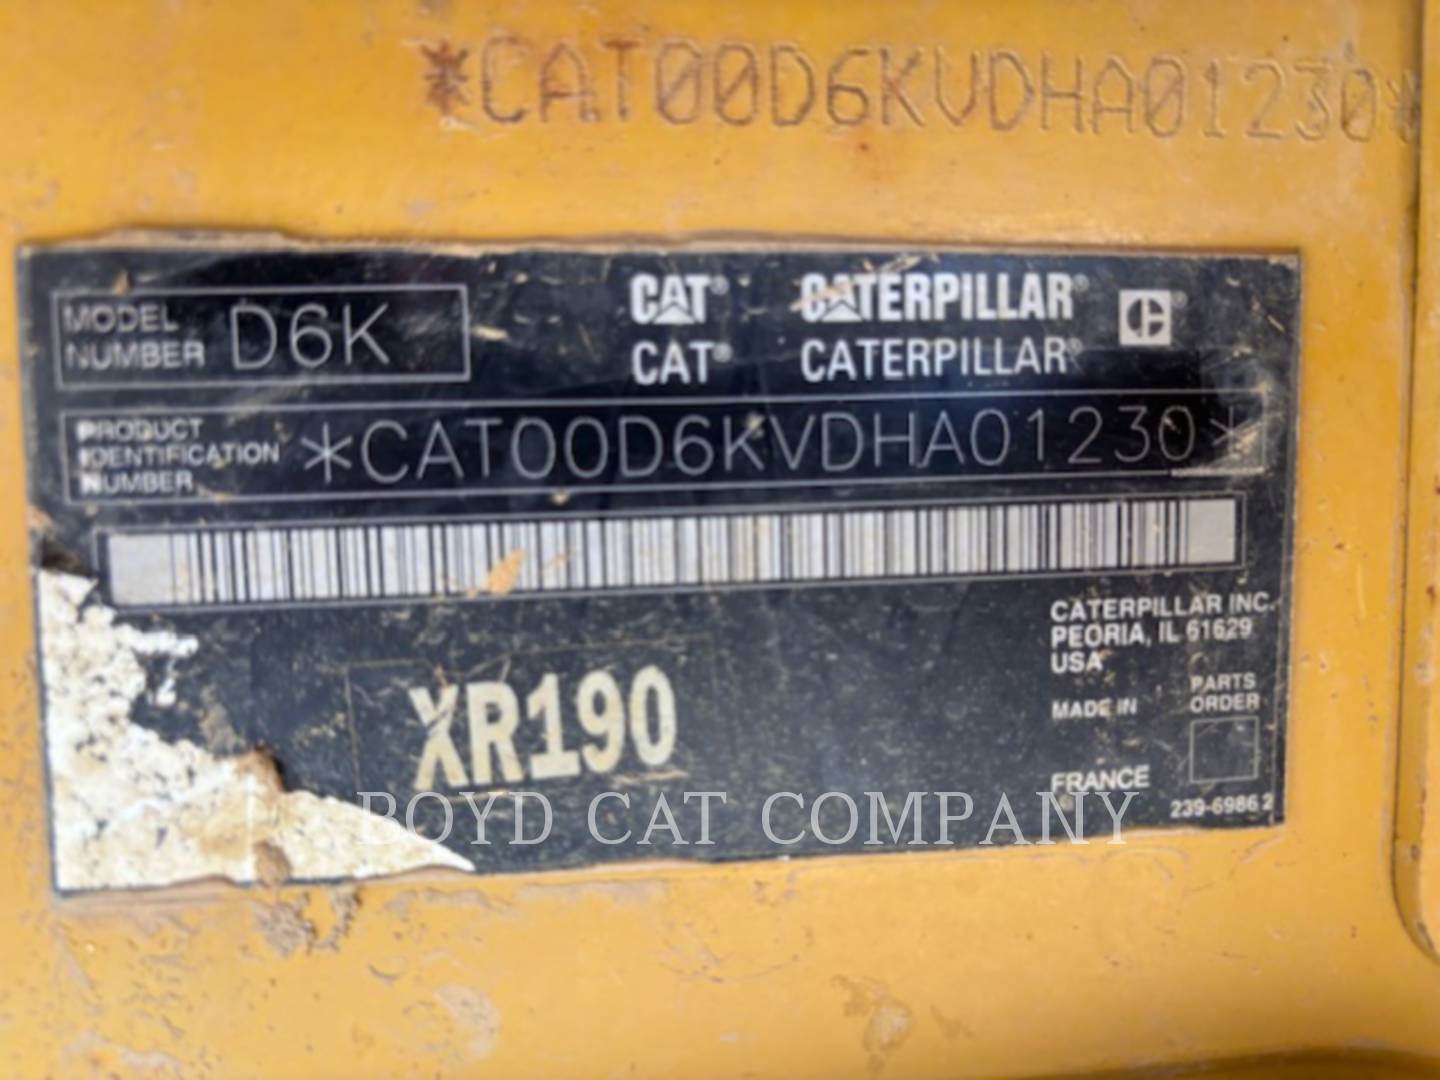 *CAT00D6KVDHA01230*
MODEL NUMBER D6K
CAT® CATERPILLAR® C®
CAT® CATERPILLAR®
PRODUCT
IDENTIFICATION
NUMBER
*CAT00D6KVDHA01230*
CATERPILLAR INC.
PEORIA, IL 61629
USA
PARTS
ORDER
MADE IN
FRANCE
239-6986 2
XR190
BOYD CAT COMPANY